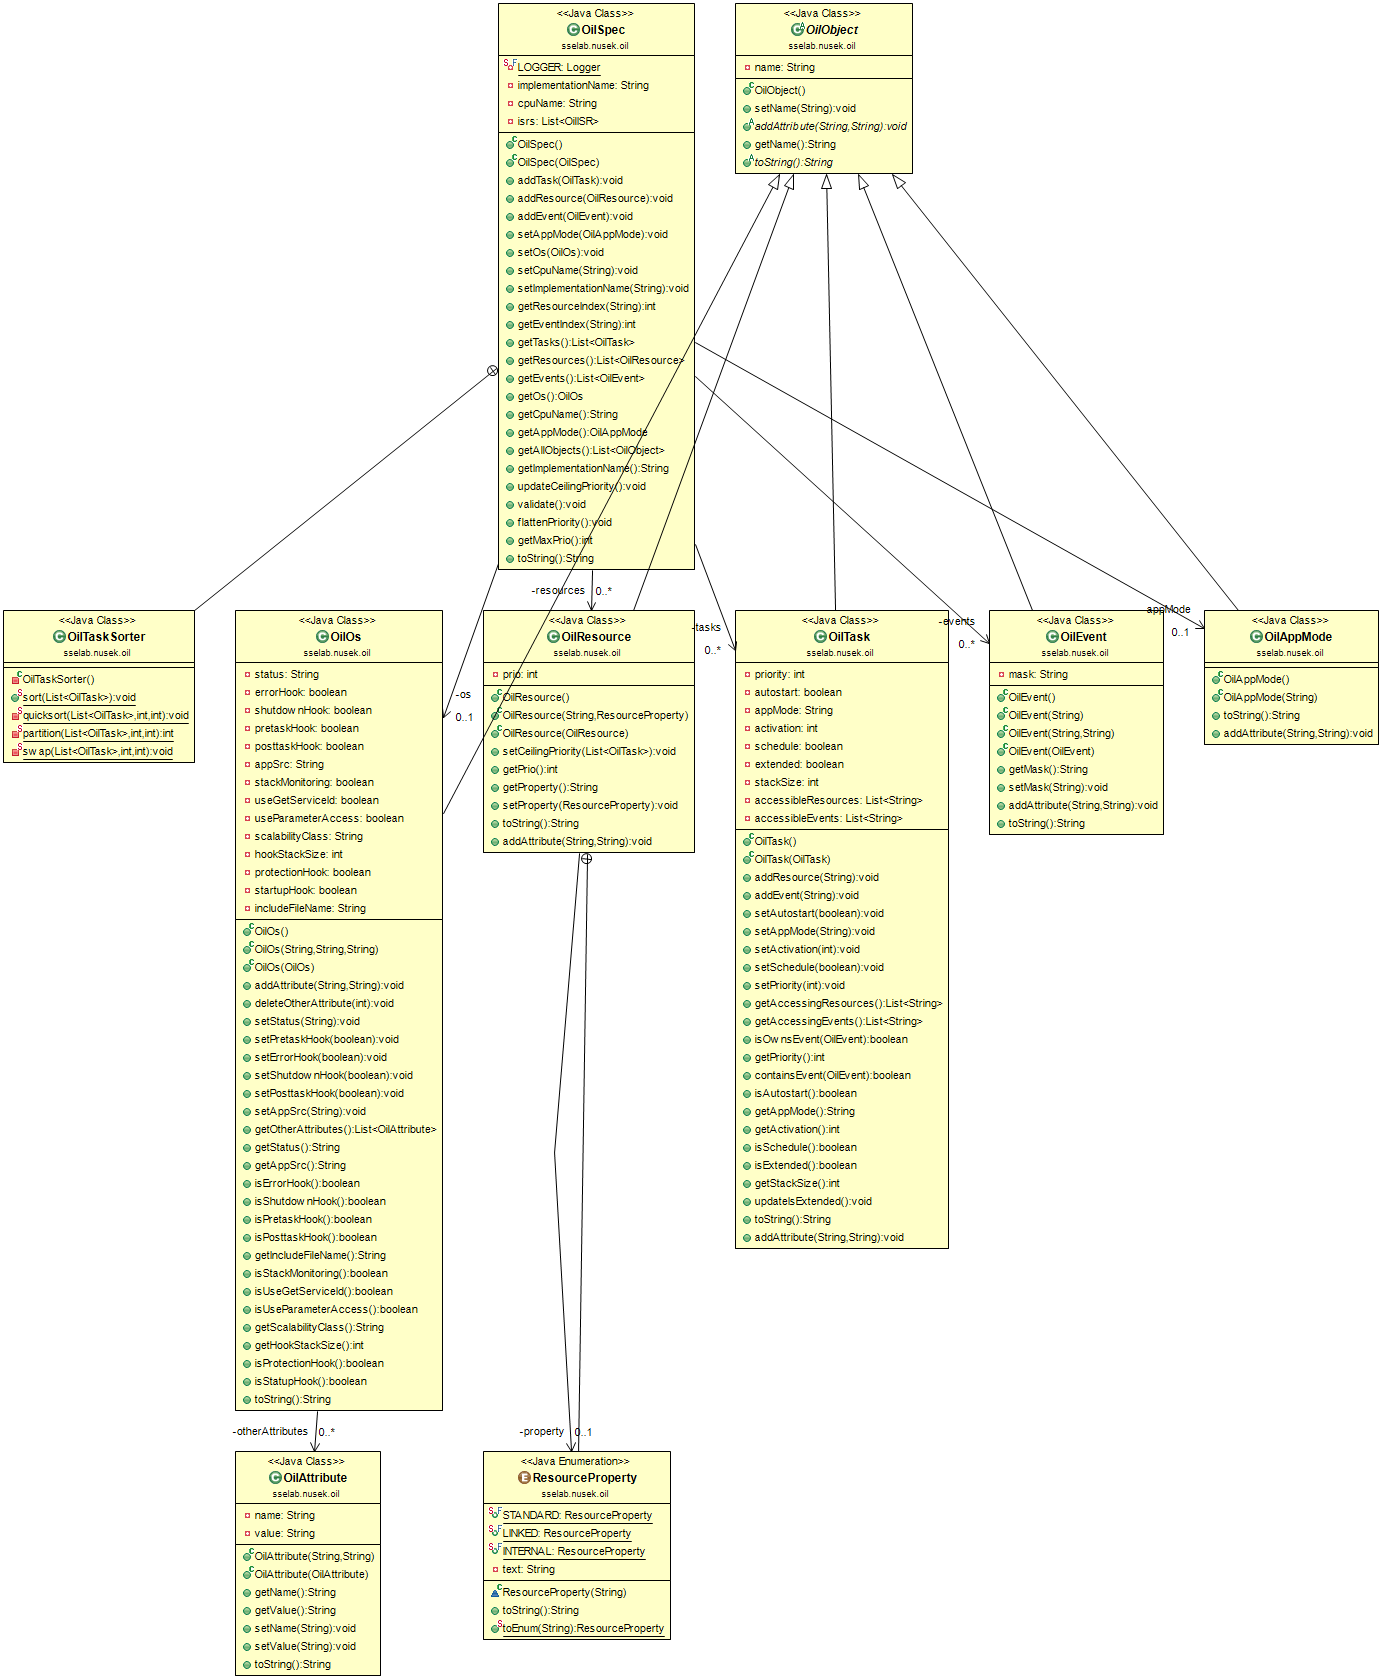 <<Java Class>>
OilSpec
sselab.nusek.oil
LOGGER: Logger
implementationName: String
cpuName: String
isrs: List<OilISR>
OilSpec()
OilSpec(OilSpec)
addTask(OilTask):void
addResource(OilResource):void
addEvent(OilEvent):void
setAppMode(OilAppMode):void
setOs(OilOs):void
setCpuName(String):void
setImplementationName(String):void
getResourceIndex(String):int
getEventIndex(String):int
getTasks():List<OilTask>
getResources():List<OilResource>
getEvents():List<OilEvent>
getOs():OilOs
getCpuName():String
getAppMode():OilAppMode
getAllObjects():List<OilObject>
getImplementationName():String
updateCeilingPriority():void
validate():void
flattenPriority():void
getMaxPrio():int
toString():String
<<Java Class>>
OilObject
sselab.nusek.oil
name: String
OilObject()
setName(String):void
addAttribute(String,String):void
getName():String
toString():String
-resources 0..*
-tasks
0..*
-events
0..*
appMode
0..1
-os
0..1
<<Java Class>>
OilTaskSorter
sselab.nusek.oil
OilTaskSorter()
sort(List<OilTask>):void
quicksort(List<OilTask>,int,int):void
partition(List<OilTask>,int,int):int
swap(List<OilTask>,int,int):void
<<Java Class>>
OilOs
sselab.nusek.oil
status: String
errorHook: boolean
shutdownHook: boolean
pretaskHook: boolean
posttaskHook: boolean
appSrc: String
stackMonitoring: boolean
useGetServiceId: boolean
useParameterAccess: boolean
scalabilityClass: String
hookStackSize: int
protectionHook: boolean
startupHook: boolean
includeFileName: String
OilOs()
OilOs(String,String,String)
OilOs(OilOs)
addAttribute(String,String):void
deleteOtherAttribute(int):void
setStatus(String):void
setPretaskHook(boolean):void
setErrorHook(boolean):void
setShutdownHook(boolean):void
setPosttaskHook(boolean):void
setAppSrc(String):void
getOtherAttributes():List<OilAttribute>
getStatus():String
getAppSrc():String
isErrorHook():boolean
isShutdownHook():boolean
isPretaskHook():boolean
isPosttaskHook():boolean
getIncludeFileName():String
isStackMonitoring():boolean
isUseGetServiceId():boolean
isUseParameterAccess():boolean
getScalabilityClass():String
getHookStackSize():int
isProtectionHook():boolean
isStatupHook():boolean
toString():String
<<Java Class>>
OilResource
sselab.nusek.oil
prio: int
OilResource()
OilResource(String,ResourceProperty)
OilResource(OilResource)
setCeilingPriority(List<OilTask>):void
getPrio():int
getProperty():String
setProperty(ResourceProperty):void
toString():String
addAttribute(String,String):void
<<Java Class>>
OilTask
sselab.nusek.oil
priority: int
autostart: boolean
appMode: String
activation: int
schedule: boolean
extended: boolean
stackSize: int
accessibleResources: List<String>
accessibleEvents: List<String>
OilTask()
OilTask(OilTask)
addResource(String):void
addEvent(String):void
setAutostart(boolean):void
setAppMode(String):void
setActivation(int):void
setSchedule(boolean):void
setPriority(int):void
getAccessingResources():List<String>
getAccessingEvents():List<String>
isOwnsEvent(OilEvent):boolean
getPriority():int
containsEvent(OilEvent):boolean
isAutostart():boolean
getAppMode():String
getActivation():int
isSchedule():boolean
isExtended():boolean
getStackSize():int
updateIsExtended():void
toString():String
addAttribute(String,String):void
<<Java Class>>
OilEvent
sselab.nusek.oil
mask: String
OilEvent()
OilEvent(String)
OilEvent(String,String)
OilEvent(OilEvent)
getMask():String
setMask(String):void
addAttribute(String,String):void
toString():String
<<Java Class>>
OilAppMode
sselab.nusek.oil
OilAppMode()
OilAppMode(String)
toString():String
addAttribute(String,String):void
-otherAttributes 0..*
<<Java Class>>
OilAttribute
sselab.nusek.oil
name: String
value: String
OilAttribute(String,String)
OilAttribute(OilAttribute)
getName():String
getValue():String
setName(String):void
setValue(String):void
toString():String
-property 0..1
<<Java Enumeration>>
ResourceProperty
sselab.nusek.oil
STANDARD: ResourceProperty
LINKED: ResourceProperty
INTERNAL: ResourceProperty
text: String
ResourceProperty(String)
toString():String
toEnum(String):ResourceProperty